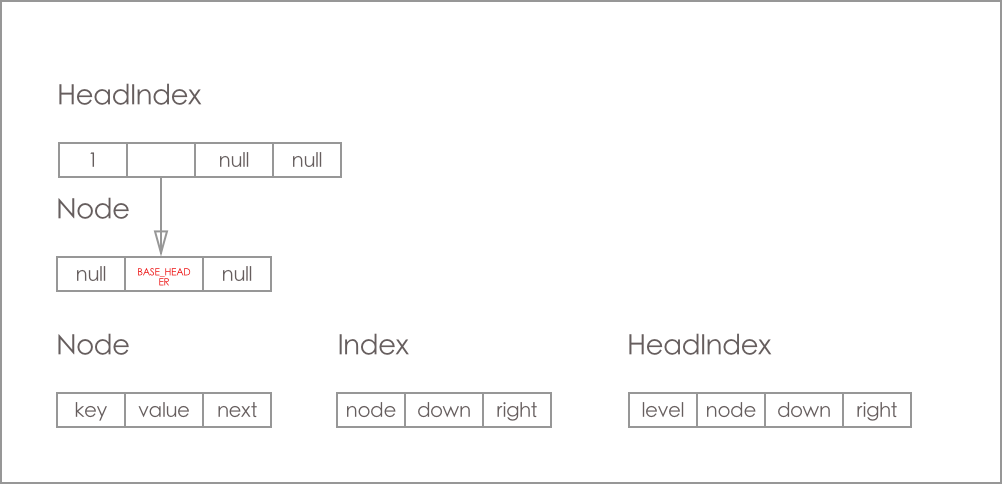 HeadIndex
1 null null
Node
null BASE_HEAD null
ER
Node Index HeadIndex
key value next node down right level node down right